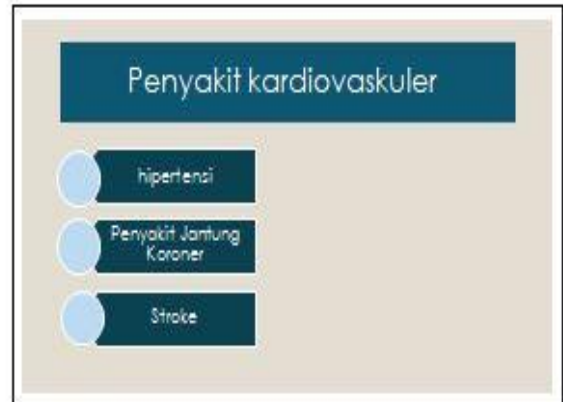 Penyakit kardiovaskuler
hipertensi
Penyakit Jantung
Koroner
Stroke